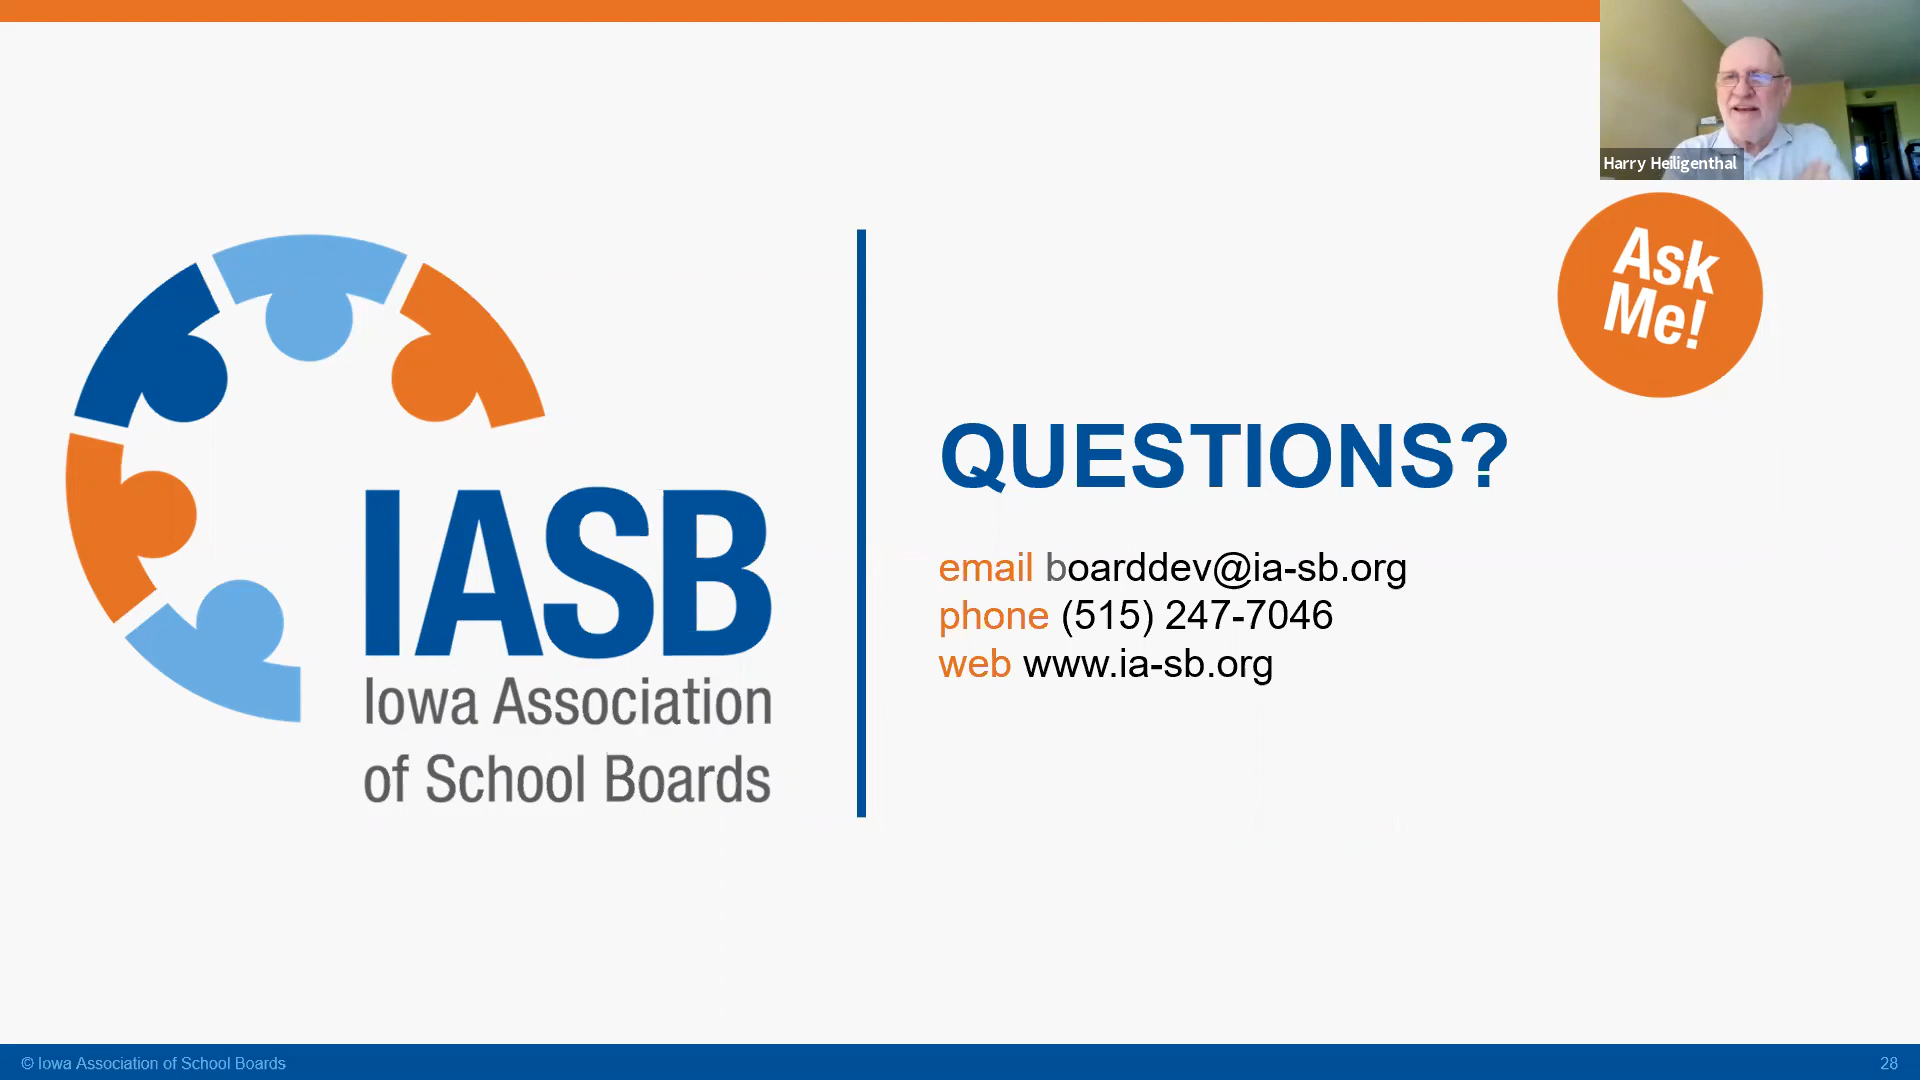 Harry Heiligenthal
Ask
Me!
IASB
Iowa Association
of School Boards
QUESTIONS?
email boarddev@ia-sb.org
phone (515) 247-7046
web www.ia-sb.org
© Iowa Association of School Boards
28